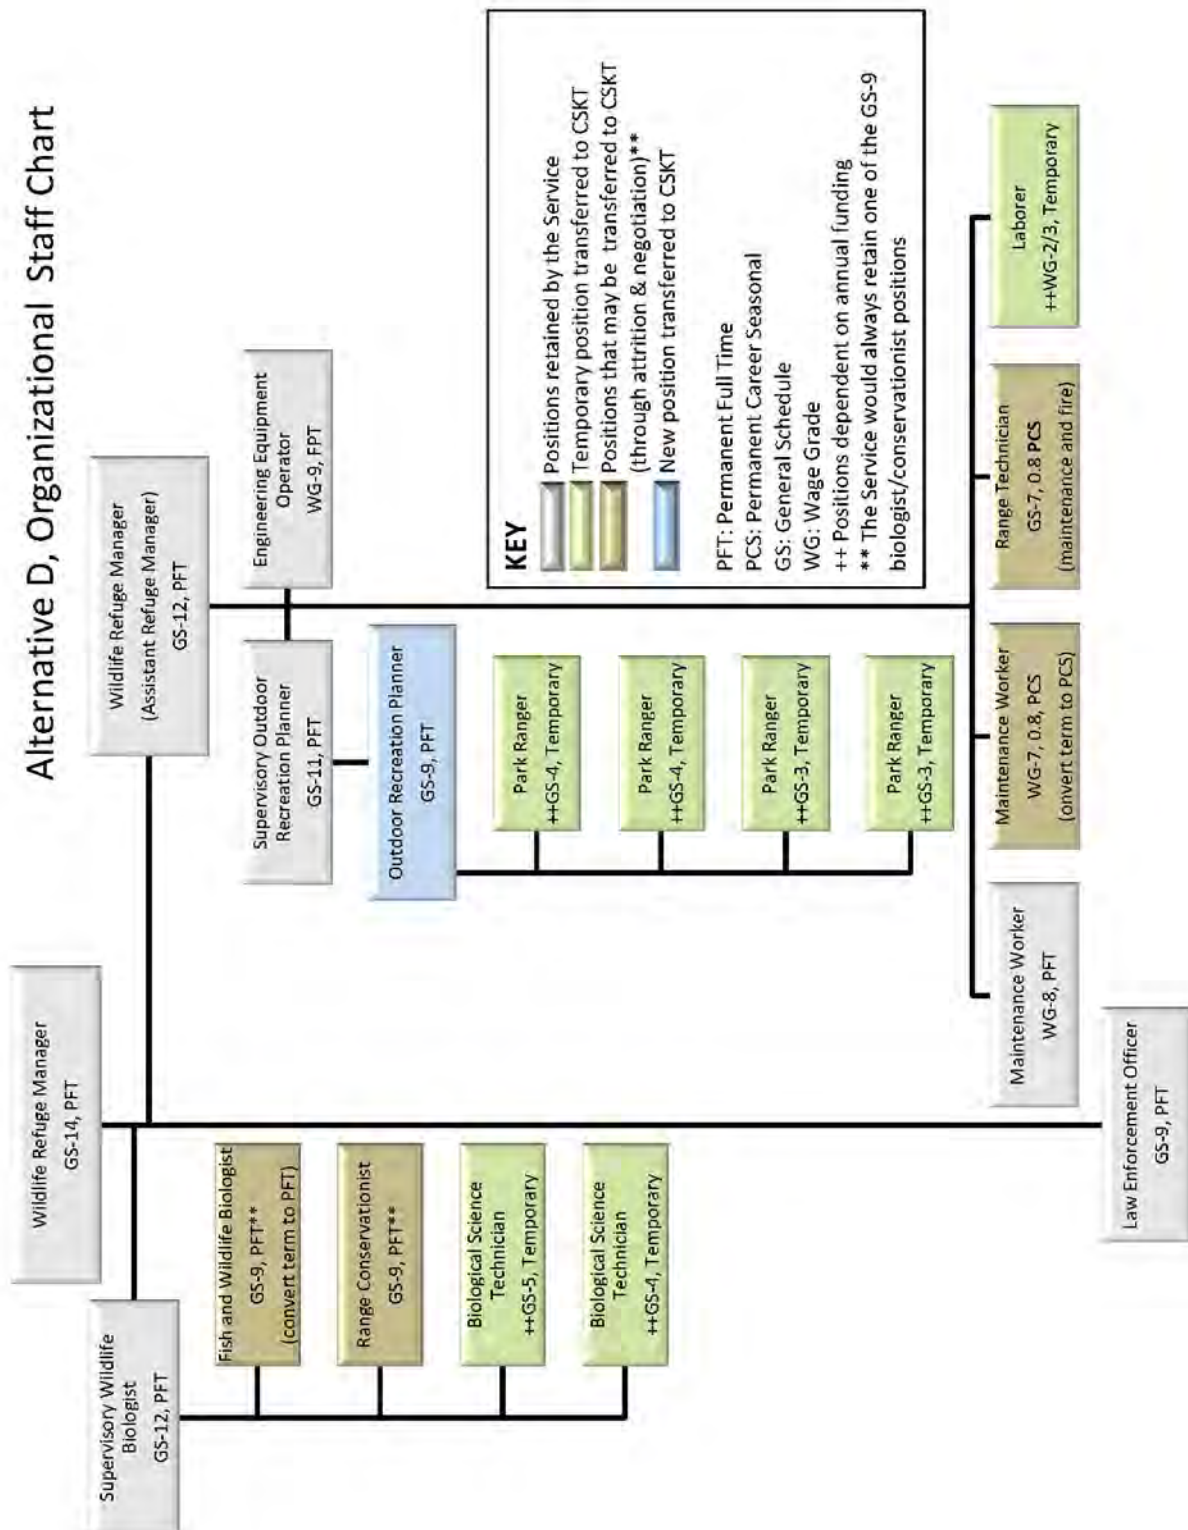 Alternative D, Organizational Staff Chart
Wildlife Refuge Manager
GS-14, PFT
Supervisory Wildlife
Biologist
GS-12, PFT
Fish and Wildlife Biologist
GS-9, PFT**
(convert term to PFT)
Range Conservationist
GS-9, PFT**
Biological Science
Technician
++GS-5, Temporary
Biological Science
Technician
++GS-4, Temporary
Law Enforcement Officer
GS-9, PFT
Wildlife Refuge Manager
(Assistant Refuge Manager)
GS-12, PFT
Supervisory Outdoor
Recreation Planner
GS-11, PFT
Engineering Equipment
Operator
WG-9, FPT
Outdoor Recreation Planner
GS-9, PFT
Park Ranger
++GS-4, Temporary
Park Ranger
++GS-4, Temporary
Park Ranger
++GS-3, Temporary
Park Ranger
++GS-3, Temporary
Maintenance Worker
WG-8, PFT
Maintenance Worker
WG-7, 0.8, PCS
(onvert term to PCS)
Range Technician
GS-7, 0.8 PCS
(maintenance and fire)
Laborer
++WG-2/3, Temporary
KEY
Positions retained by the Service
Temporary position transferred to CSKT
Positions that may be transferred to CSKT
(through attrition & negotiation)**
New position transferred to CSKT
PFT: Permanent Full Time
PCS: Permanent Career Seasonal
GS: General Schedule
WG: Wage Grade
++ Positions dependent on annual funding
** The Service would always retain one of the GS-9
biologist/conservationist positions